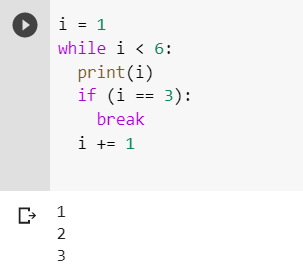 i = 1
while i < 6:
  print(i)
  if (i == 3):
    break
  i += 1
1
2
3